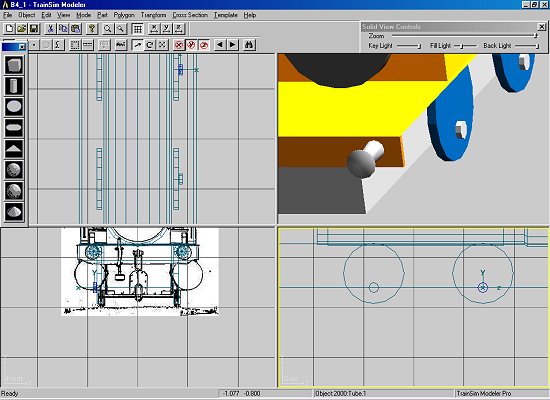 B4_1 - TrainSim Modeler
File Object Edit View Mode Part Polygon Transform Cross Section Template Help
Solid View Controls
Zoom
Key Light Fill Light Back Light
Y
X
Y
z
Front
Side
Ready -1.077 -0.800 Object 2000:Tube.1 TrainSim Modeler Pro